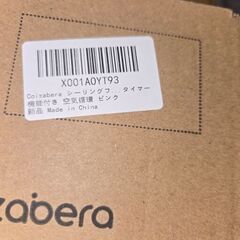 X001A0YT93
Coizabera シーリングフ... タイマー
機能付き 空気循環 ピンク
新品 Made in China
zabera